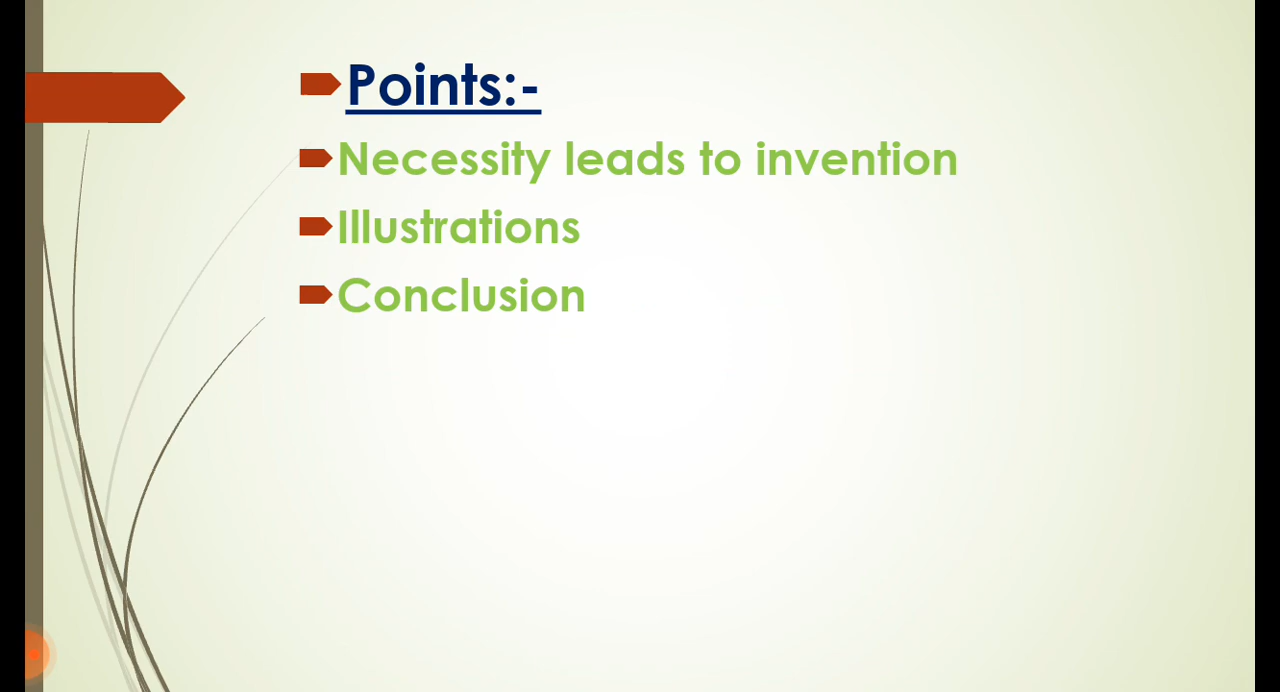 Points:-
Necessity leads to invention
Illustrations
Conclusion